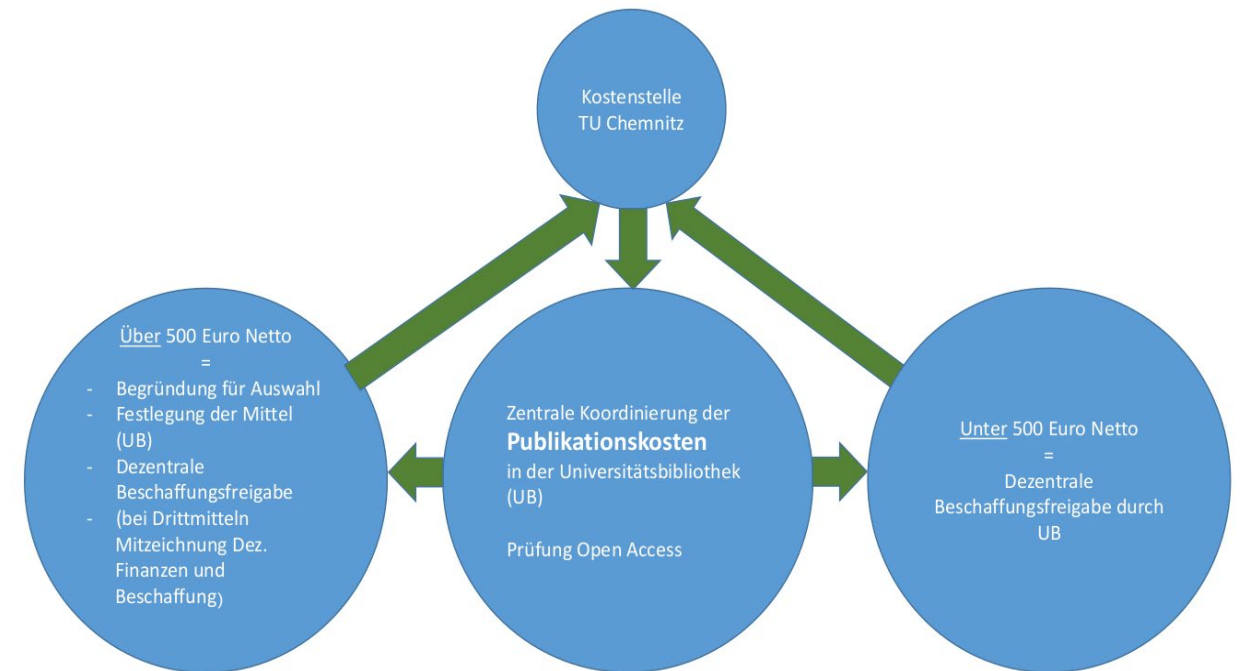 Kostenstelle
TU Chemnitz
Über 500 Euro Netto
=
- Begründung für Auswahl
- Festlegung der Mittel
(UB)
- Dezentrale
Beschaffungsfreigabe
- (bei Drittmitteln
Mitzeichnung Dez.
Finanzen und
Beschaffung)
Zentrale Koordinierung der
Publikationskosten
in der Universitätsbibliothek
(UB)
Prüfung Open Access
Unter 500 Euro Netto
=
Dezentrale
Beschaffungsfreigabe durch
UB